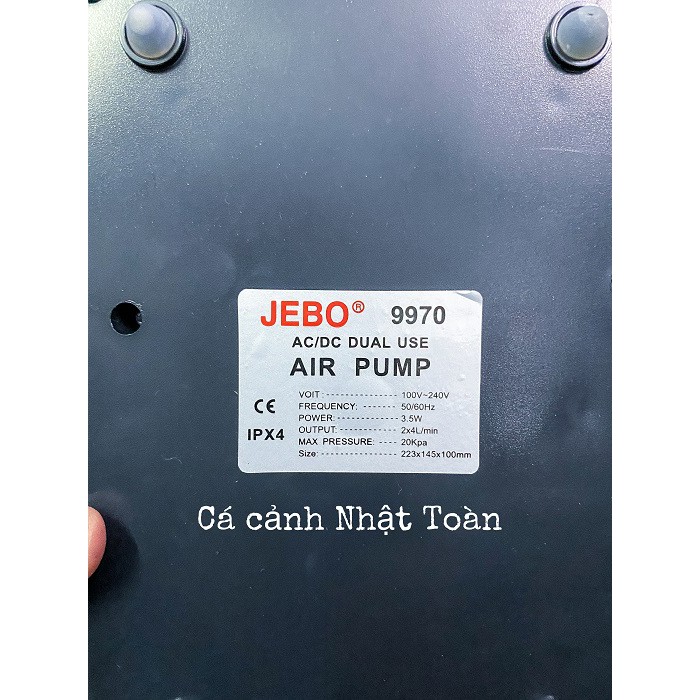 JEBO® 9970
AC/DC DUAL USE
AIR PUMP
CE
IPX4
VOIT: - - - - - - - - - - - - - - - - 100V~240V
FREQUENCY: - - - - - - - 50/60Hz
POWER: - - - - - - - - - - - - - - 3.5W
OUTPUT: - - - - - - - - - - - - - 2x4L/min
MAX PRESSURE: - - - - 20Kpa
Size: - - - - - - - - - - - - - - - - 223x145x100mm
Cá cảnh Nhật Toàn